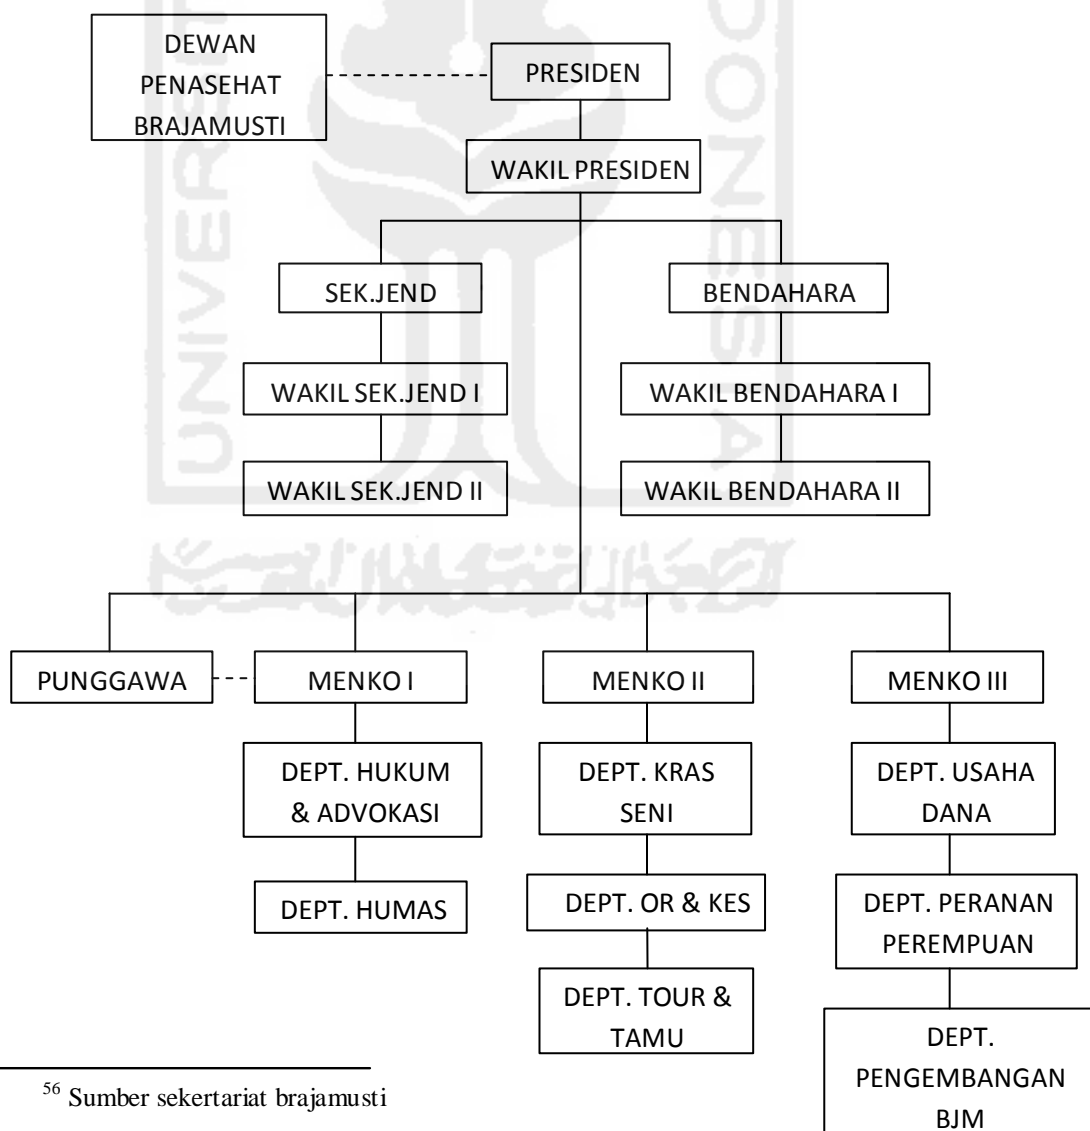 DEWAN
PENASEHAT
BRAJAMUSTI
PRESIDEN
WAKIL PRESIDEN
SEK.JEND
BENDAHARA
WAKIL SEK.JEND I
WAKIL BENDAHARA I
WAKIL SEK.JEND II
WAKIL BENDAHARA II
PUNGGAWA
MENKO I
MENKO II
MENKO III
DEPT. HUKUM
& ADVOKASI
DEPT. KRAS
SENI
DEPT. USAHA
DANA
DEPT. HUMAS
DEPT. OR & KES
DEPT. PERANAN
PEREMPUAN
DEPT. TOUR &
TAMU
DEPT.
PENGEMBANGAN
BJM
56 Sumber sekertariat brajamusti
UNIVERSIT
DONESIA